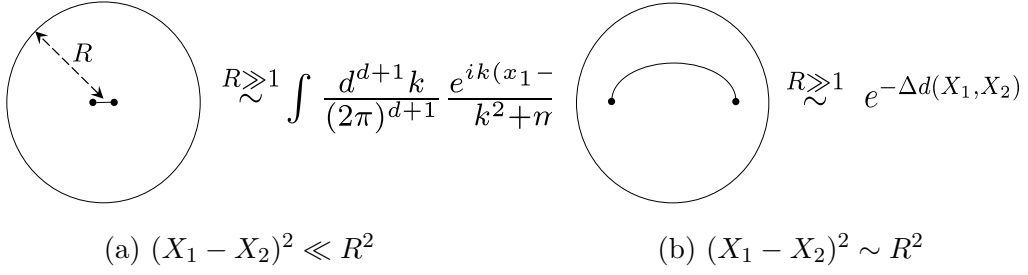 R
R≫1 ∼ ∫ d^{d+1}k/(2π)^{d+1} e^{ik(x_1−}/k^2+m
R≫1 ∼ e^{−Δd(X_1,X_2)}
(a) (X_1 − X_2)^2 ≪ R^2
(b) (X_1 − X_2)^2 ∼ R^2